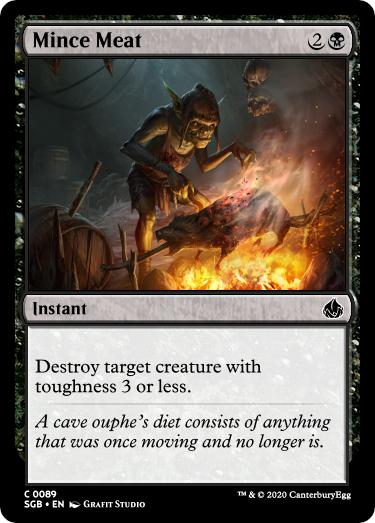 Mince Meat 2
Instant
Destroy target creature with
toughness 3 or less.
A cave ouphe's diet consists of anything
that was once moving and no longer is.
C 0089
SGB • EN Grafit Studio
™ & © 2020 CanterburyEgg